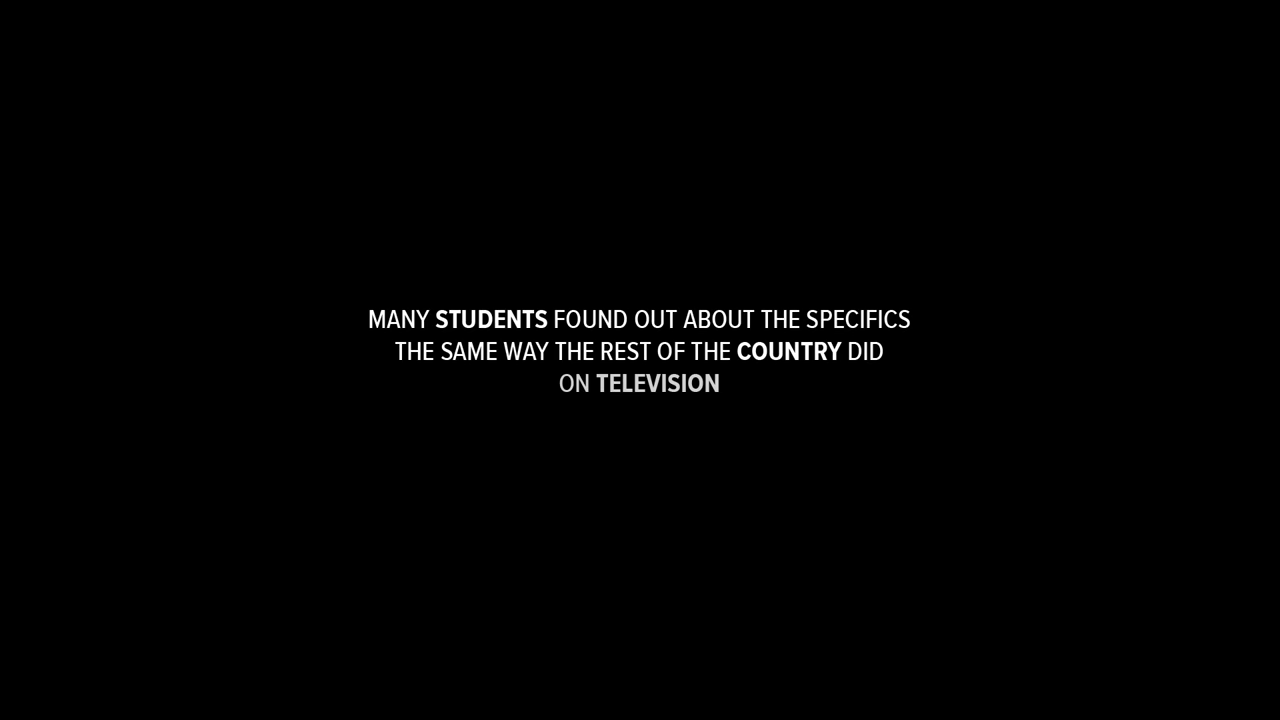 MANY STUDENTS FOUND OUT ABOUT THE SPECIFICS
THE SAME WAY THE REST OF THE COUNTRY DID
ON TELEVISION